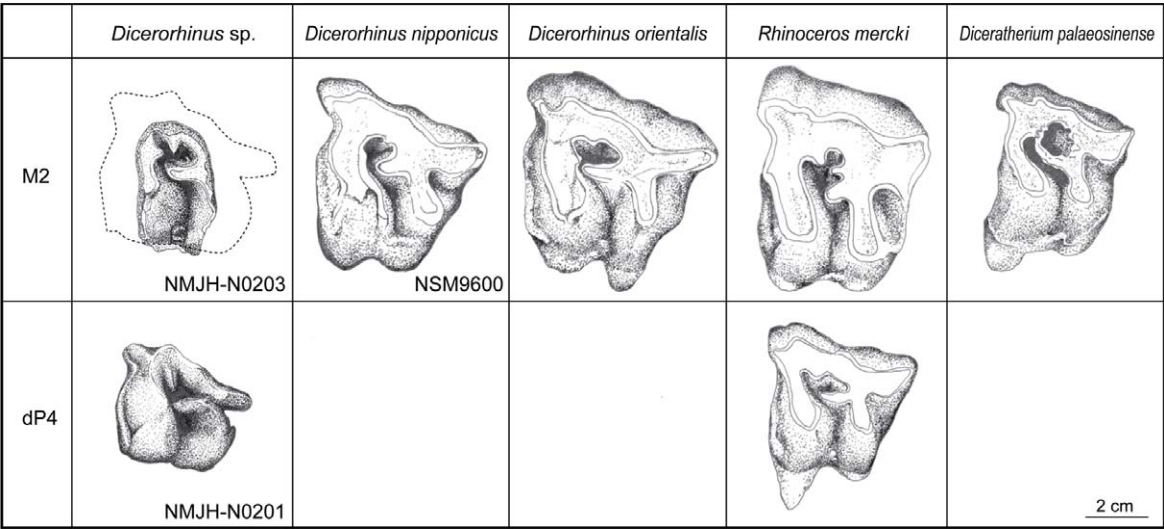 Dicerorhinus sp. Dicerorhinus nipponicus Dicerorhinus orientalis Rhinoceros mercki Diceratherium palaeosinense
M2
NMJH-N0203 NSM9600
dP4
NMJH-N0201
2 cm